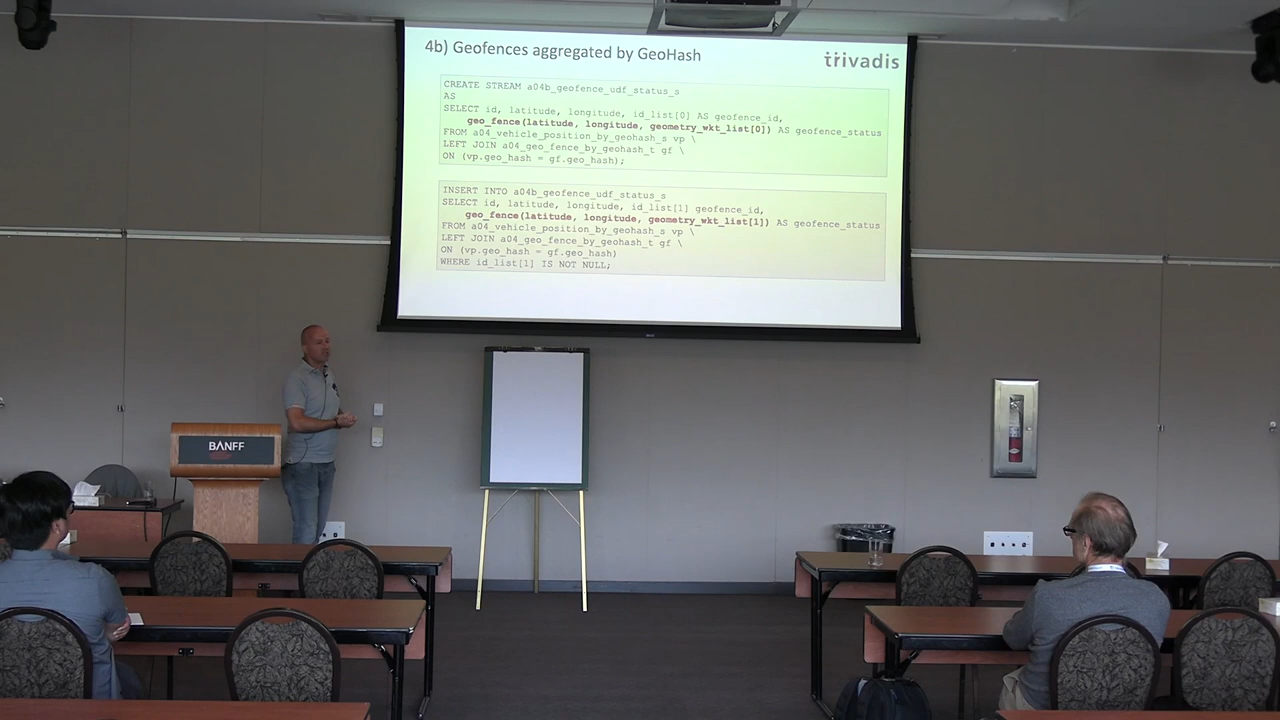 4b) Geofences aggregated by GeoHash
trivadis
CREATE STREAM a04b_geofence_udf_status_s
AS
SELECT id, latitude, longitude, id_list[0] AS geofence_id,
geo_fence(latitude, longitude, geometry_wkt_list[0]) AS geofence_status
FROM a04_vehicle_position_by_geohash_s vp \
LEFT JOIN a04_geo_fence_by_geohash_t gf \
ON (vp.geo_hash = gf.geo_hash);
INSERT INTO a04b_geofence_udf_status_s
SELECT id, latitude, longitude, id_list[1] geofence_id,
geo_fence(latitude, longitude, geometry_wkt_list[1]) AS geofence_status
FROM a04_vehicle_position_by_geohash_s vp \
LEFT JOIN a04_geo_fence_by_geohash_t gf \
ON (vp.geo_hash = gf.geo_hash)
WHERE id_list[1] IS NOT NULL;
BANFF